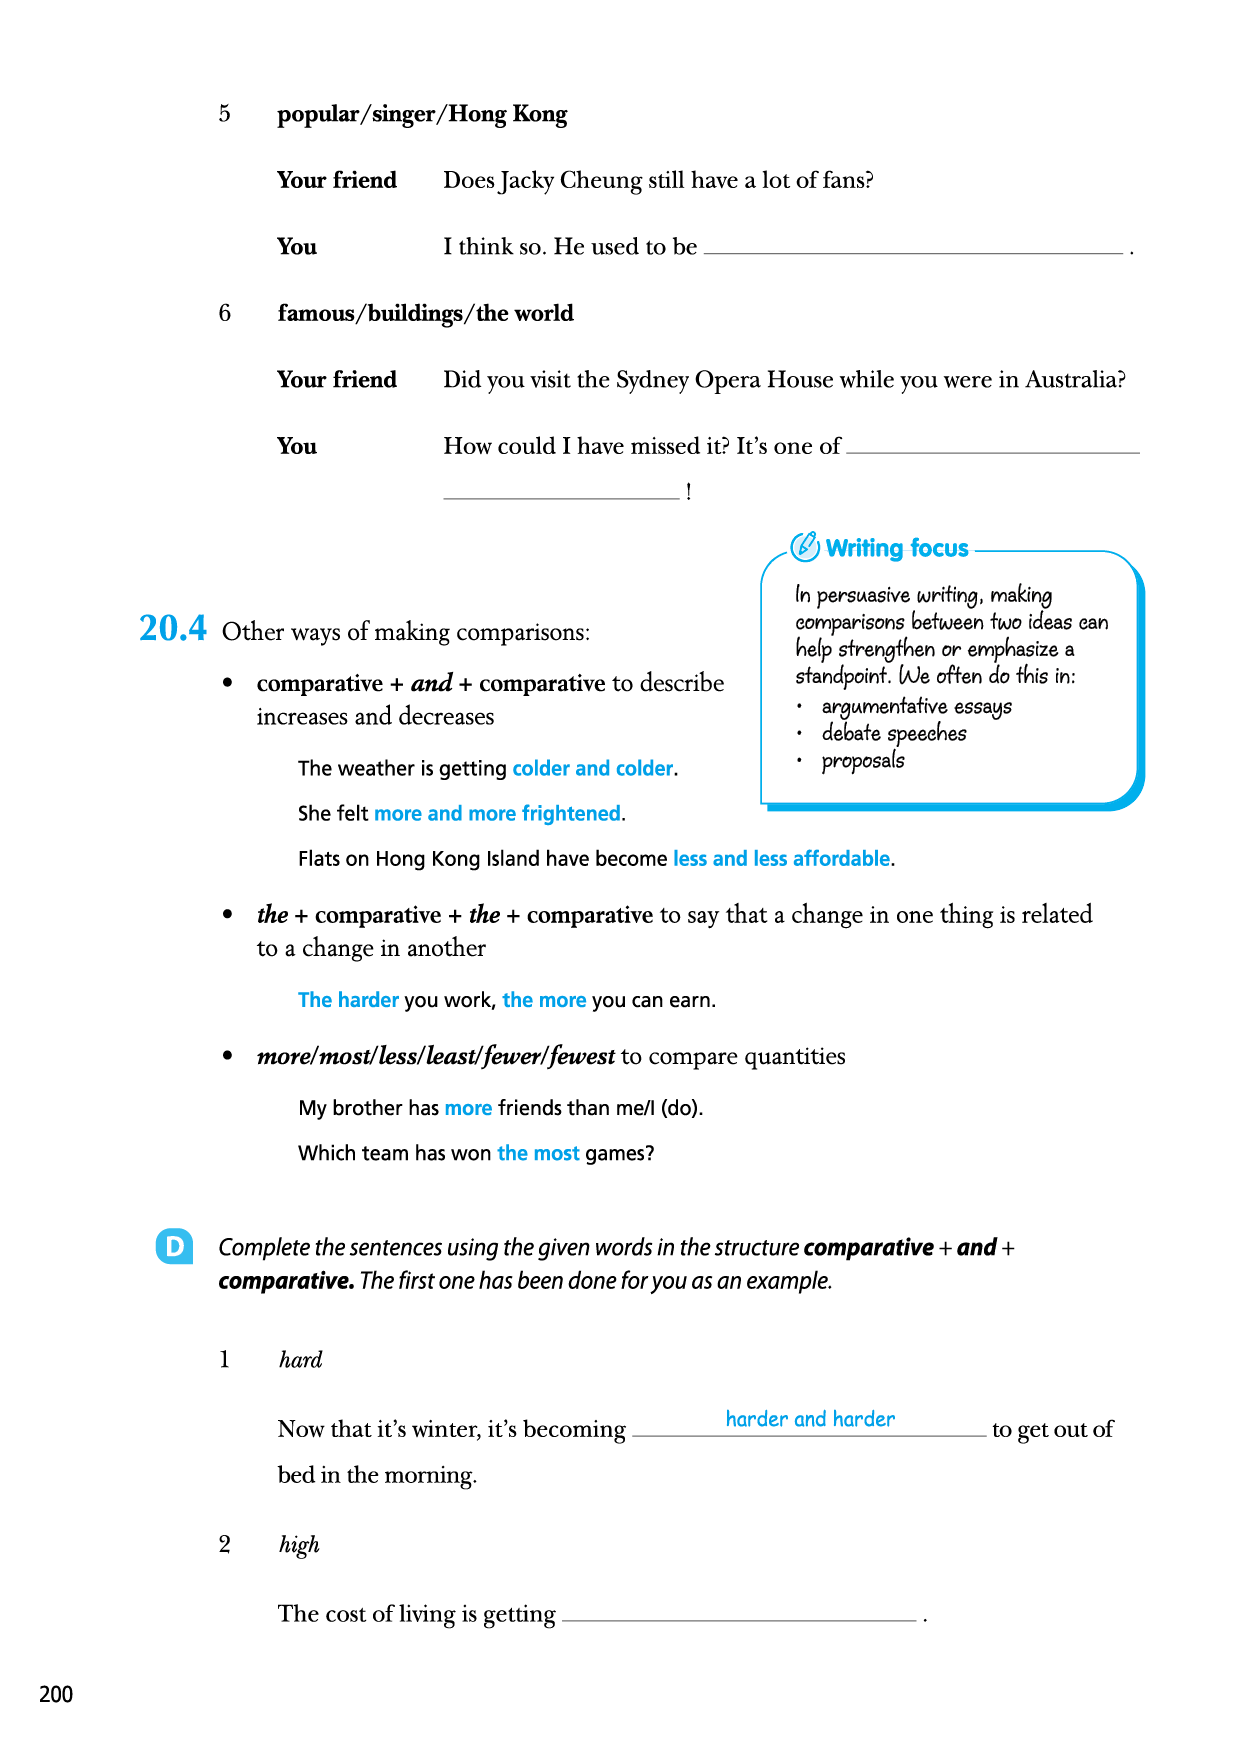 5 popular/singer/Hong Kong
Your friend Does Jacky Cheung still have a lot of fans?
You I think so. He used to be .
6 famous/buildings/the world
Your friend Did you visit the Sydney Opera House while you were in Australia?
You How could I have missed it? It’s one of
!
Writing focus
In persuasive writing, making
comparisons between two ideas can
help strengthen or emphasize a
standpoint. We often do this in:
• argumentative essays
• debate speeches
• proposals
20.4 Other ways of making comparisons:
• comparative + and + comparative to describe
increases and decreases
The weather is getting colder and colder.
She felt more and more frightened.
Flats on Hong Kong Island have become less and less affordable.
• the + comparative + the + comparative to say that a change in one thing is related
to a change in another
The harder you work, the more you can earn.
• more/most/less/least/fewer/fewest to compare quantities
My brother has more friends than me/I (do).
Which team has won the most games?
D Complete the sentences using the given words in the structure comparative + and +
comparative. The first one has been done for you as an example.
1 hard
Now that it’s winter, it’s becoming harder and harder to get out of
bed in the morning.
2 high
The cost of living is getting .
200